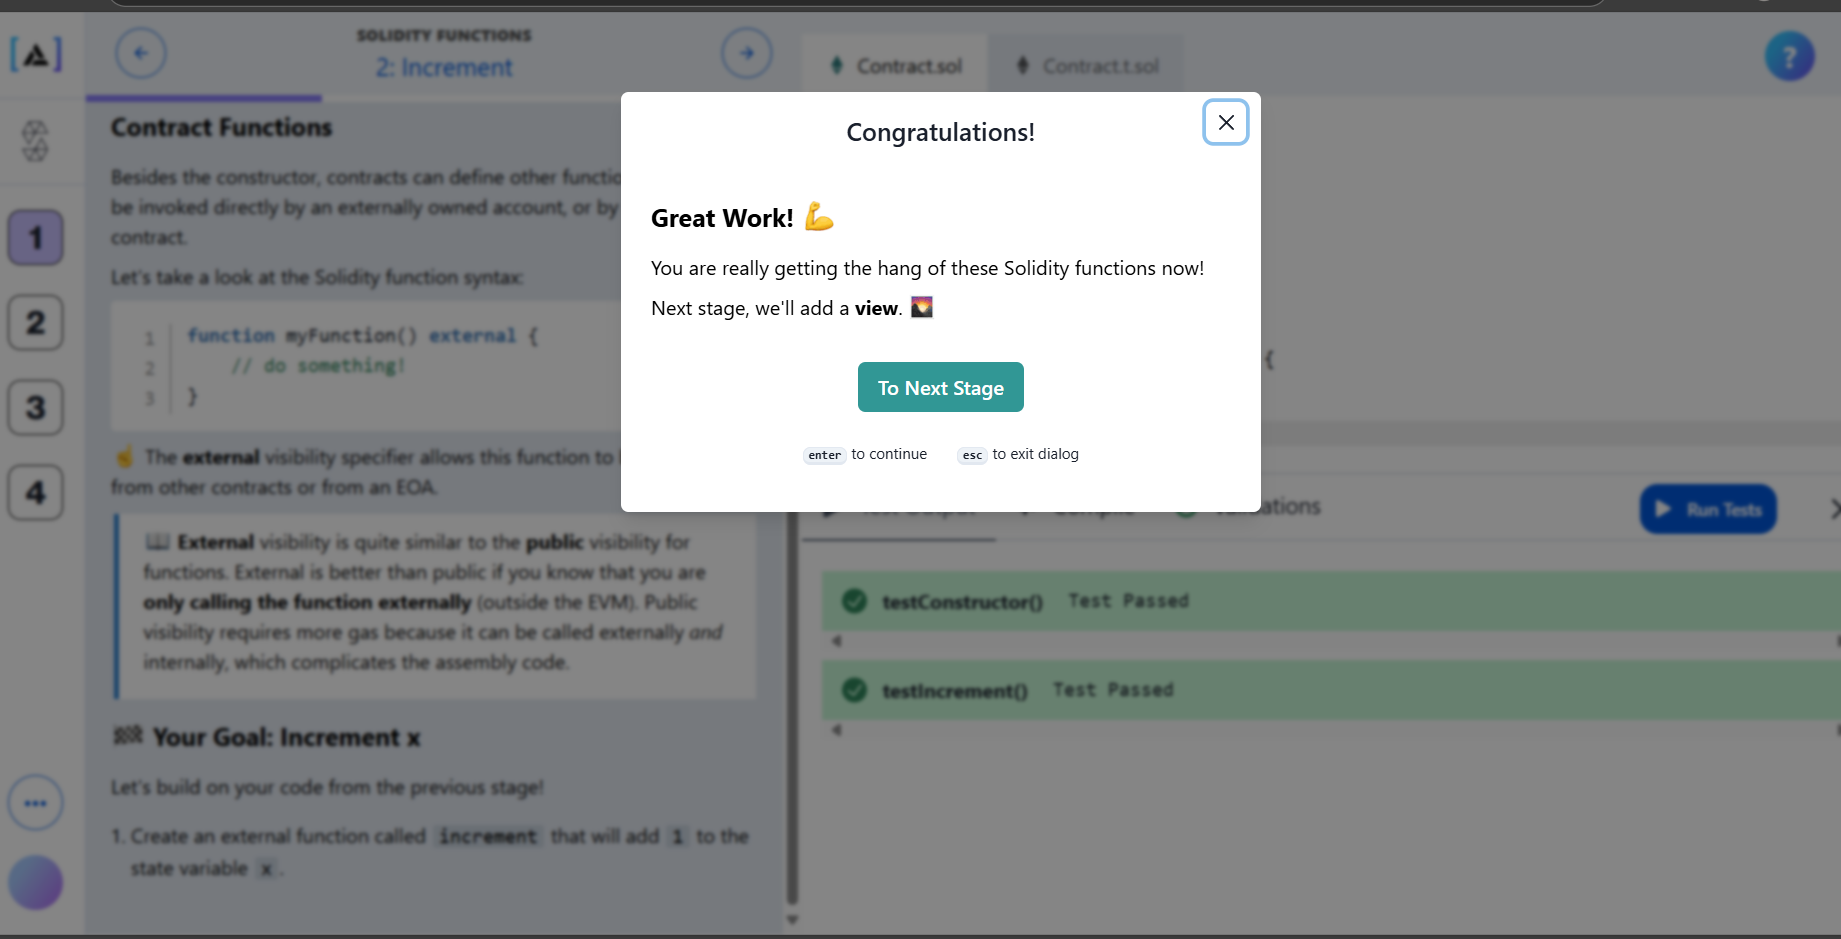 SOLIDITY FUNCTIONS
2: Increment
Contract.sol
Contract.t.sol
?
1
2
3
4
Contract Functions
Besides the constructor, contracts can define other functio
be invoked directly by an externally owned account, or by
contract.
Let's take a look at the Solidity function syntax:
1 function myFunction() external {
2 // do something!
3 }
☝️ The external visibility specifier allows this function to
from other contracts or from an EOA.
📖 External visibility is quite similar to the public visibility for
functions. External is better than public if you know that you are
only calling the function externally (outside the EVM). Public
visibility requires more gas because it can be called externally and
internally, which complicates the assembly code.
🏁 Your Goal: Increment x
Let's build on your code from the previous stage!
1. Create an external function called increment that will add 1 to the
state variable x.
Congratulations!
Great Work! 💪
You are really getting the hang of these Solidity functions now!
Next stage, we'll add a view. 🌄
To Next Stage
enter to continue esc to exit dialog
{
Run Tests
testConstructor() Test Passed
testIncrement() Test Passed